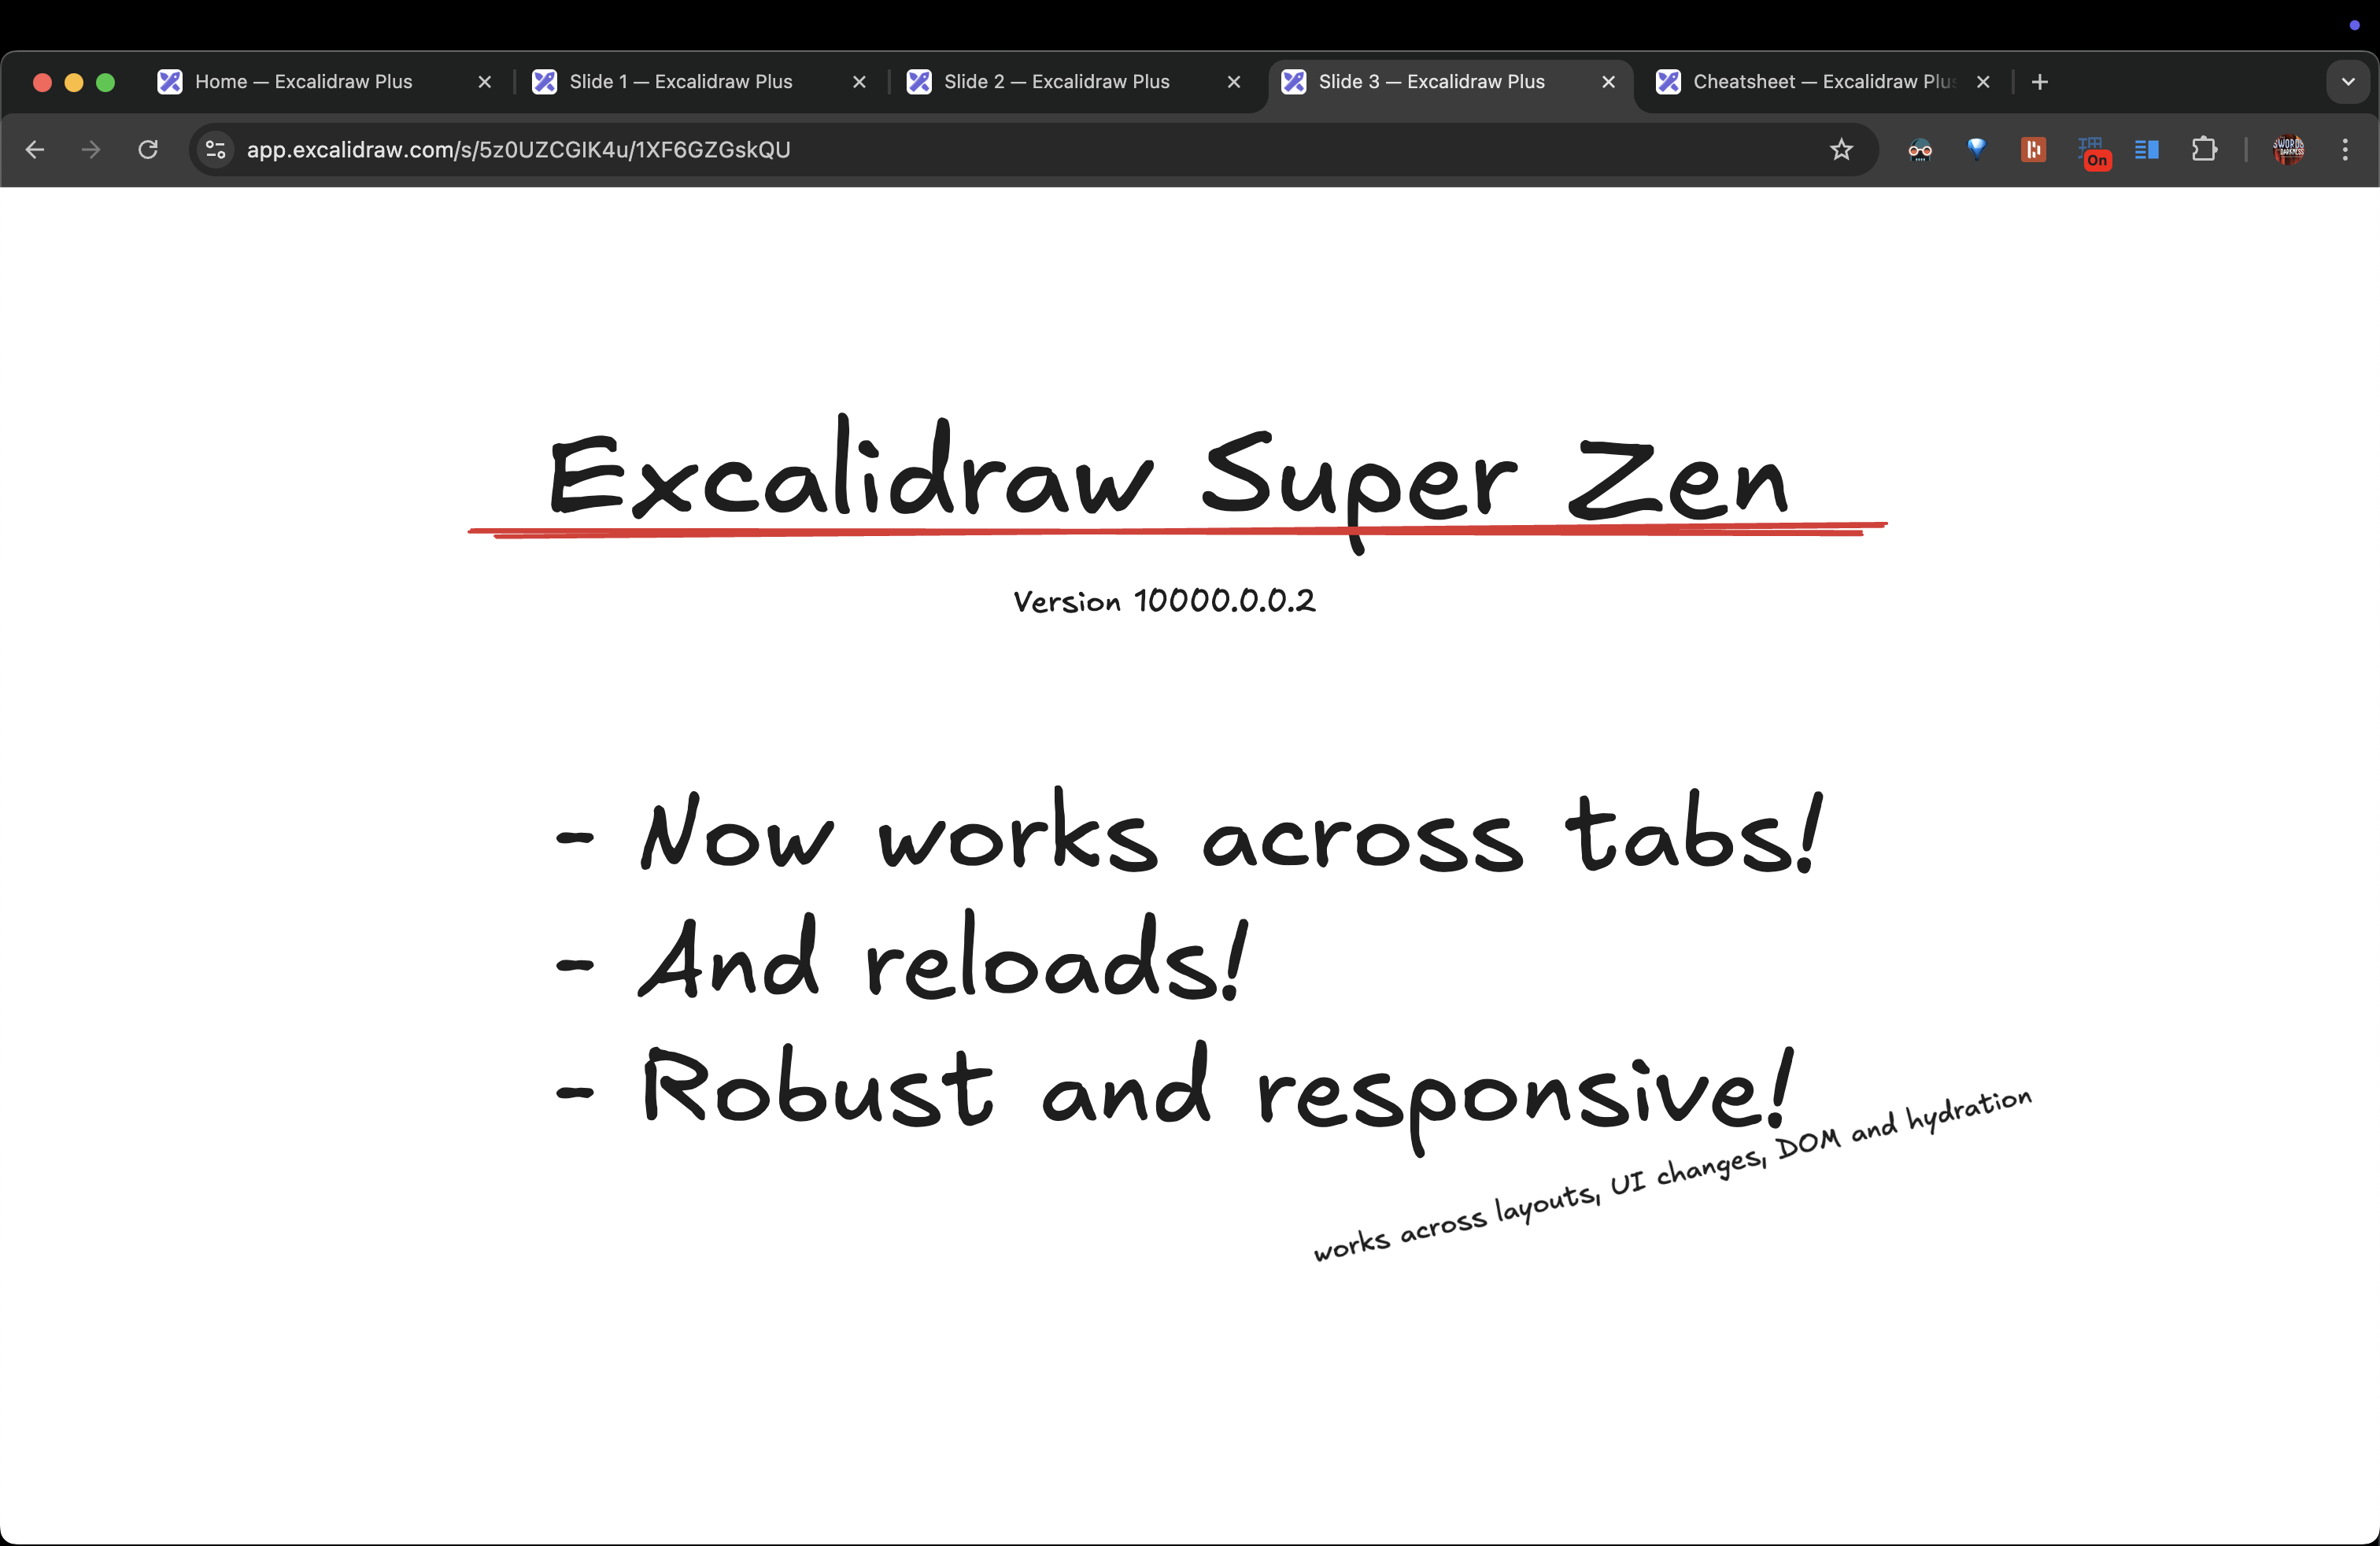 Home — Excalidraw Plus
Slide 1 — Excalidraw Plus
Slide 2 — Excalidraw Plus
Slide 3 — Excalidraw Plus
Cheatsheet — Excalidraw Plus
app.excalidraw.com/s/5z0UZCGIK4u/1XF6GZGskQU
On
Excalidraw Super Zen
Version 10000.0.0.2
- Now works across tabs!
- And reloads!
- Robust and responsive!
works across layouts, UI changes, DOM and hydration